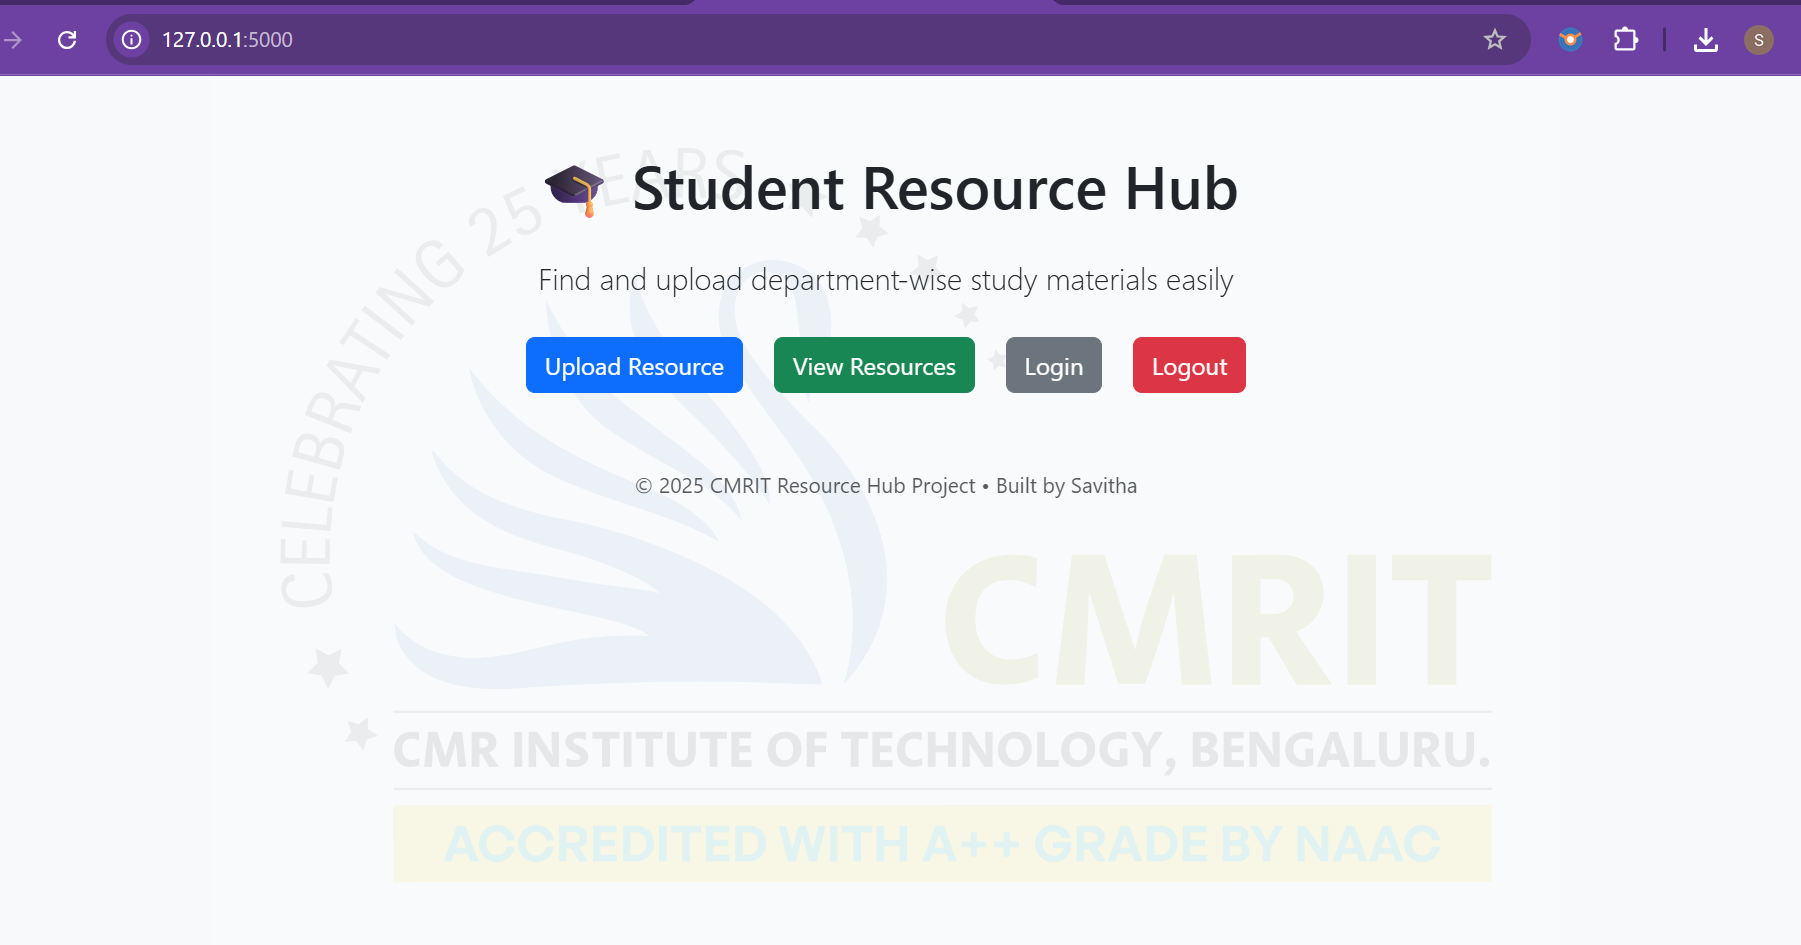 127.0.0.1:5000
S
CELEBRATING 25 YEARS
Student Resource Hub
Find and upload department-wise study materials easily
Upload Resource View Resources Login Logout
© 2025 CMRIT Resource Hub Project • Built by Savitha
CMRIT
CMR INSTITUTE OF TECHNOLOGY, BENGALURU.
ACCREDITED WITH A++ GRADE BY NAAC